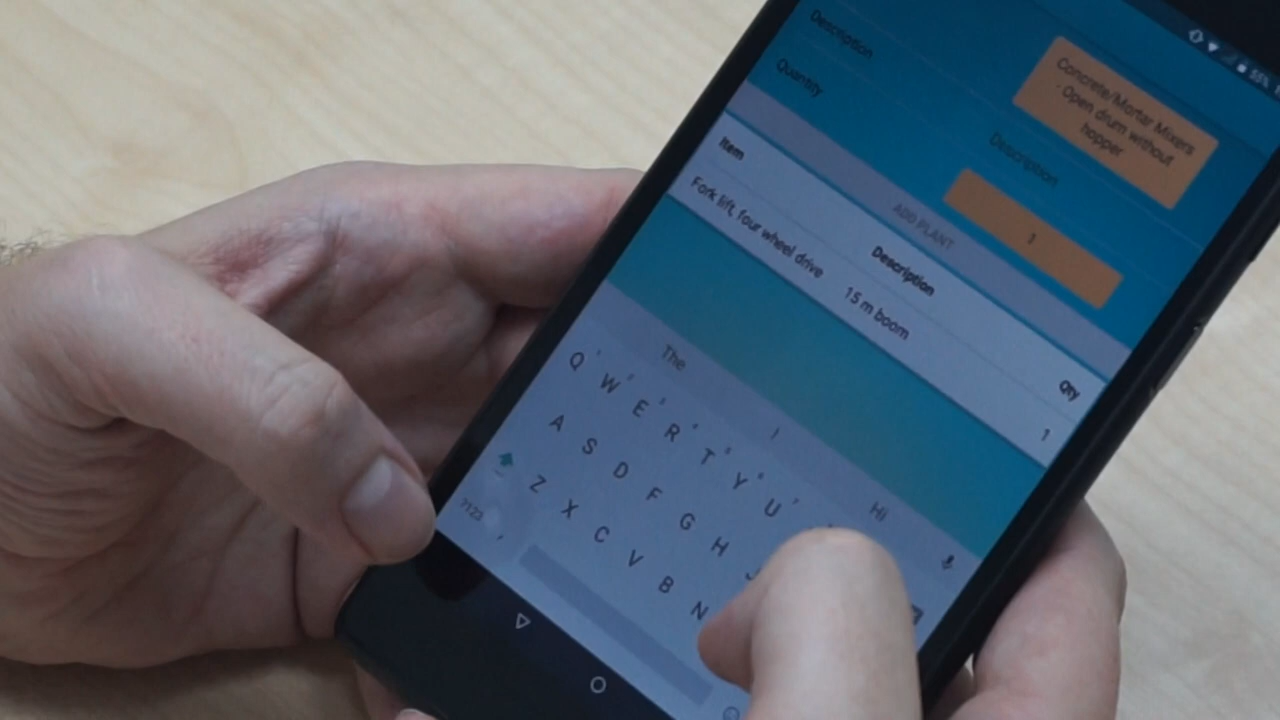 55%
Description
Concrete/Mortar Mixers
- Open drum without
hopper
Quantity
Description
1
ADD PLANT
Item
Description
Qty
Fork lift, four wheel drive
15 m boom
1
The
I
Hi
Q W E R T Y U
A S D F G H J
Z X C V B N
?123
,